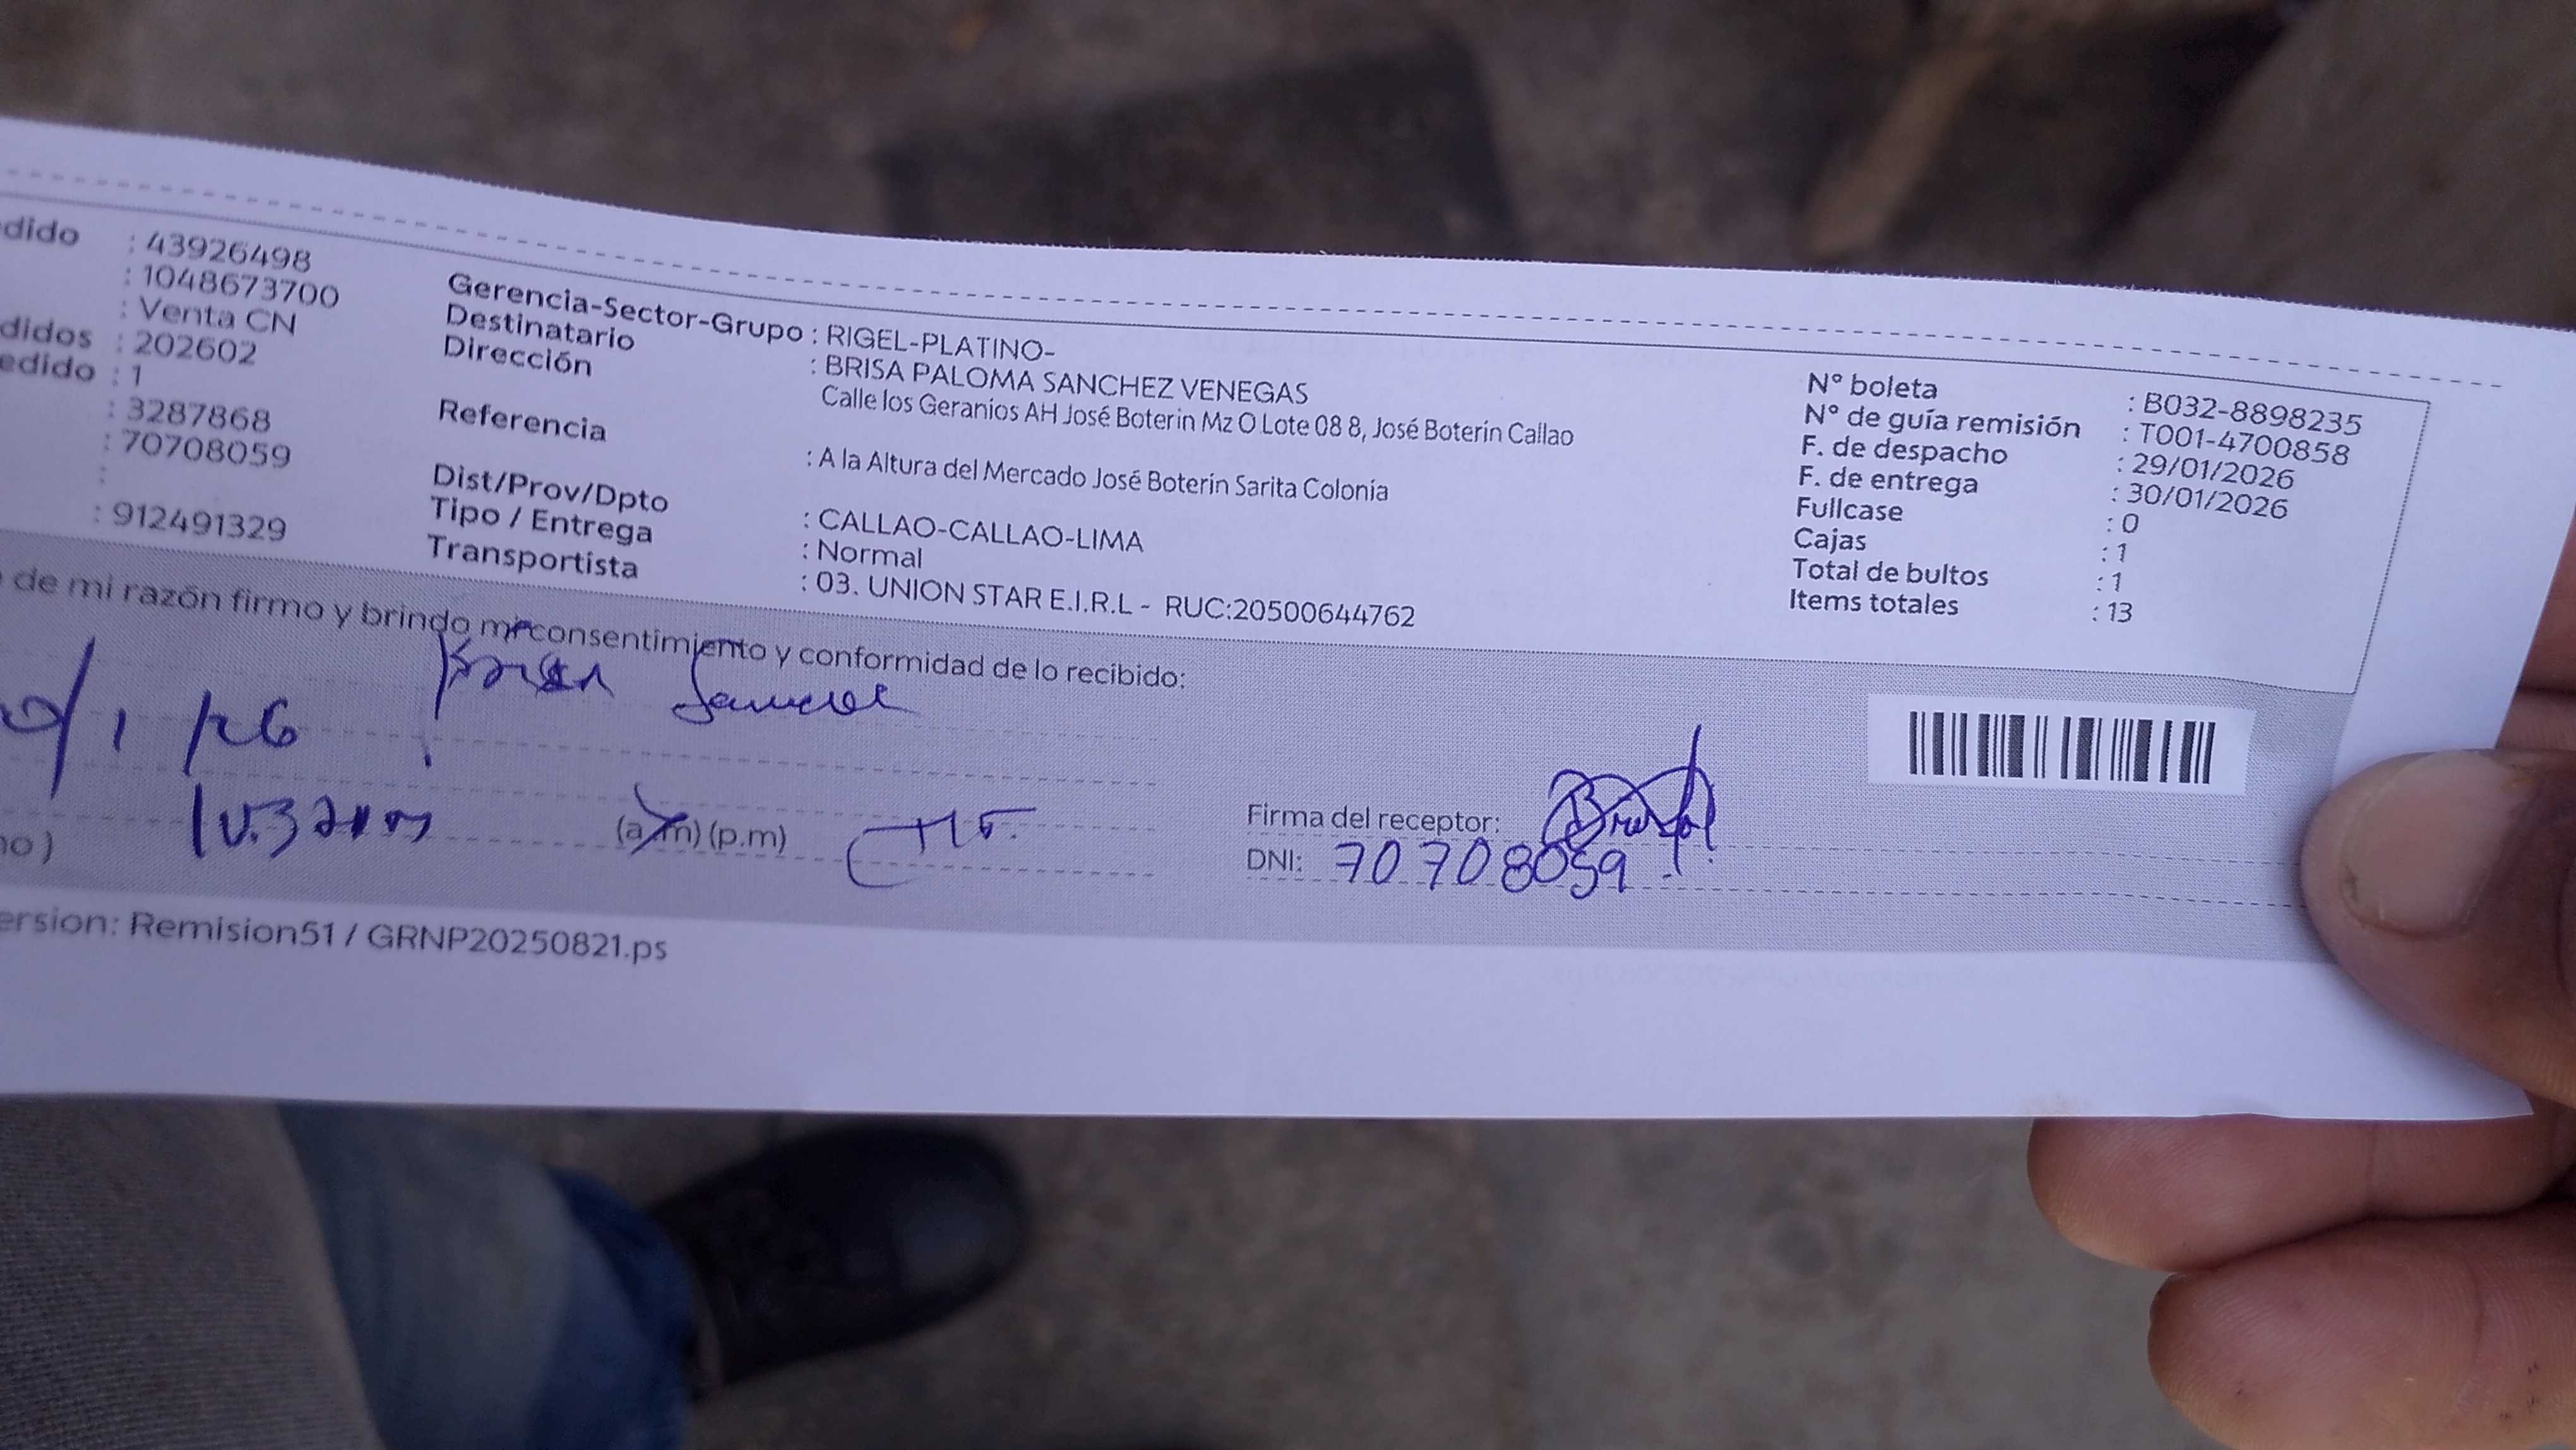 dido : 43926498
: 1048673700
: Venta CN
didos : 202602
edido : 1
: 3287868
: 70708059
:
: 912491329
Gerencia-Sector-Grupo : RIGEL-PLATINO-
Destinatario : BRISA PALOMA SANCHEZ VENEGAS
Dirección Calle los Geranios AH José Boterin Mz O Lote 08 8, José Boterín Callao
Referencia : A la Altura del Mercado José Boterín Sarita Colonia
Dist/Prov/Dpto : CALLAO-CALLAO-LIMA
Tipo / Entrega : Normal
Transportista : 03. UNION STAR E.I.R.L - RUC:20500644762
N° boleta : B032-8898235
N° de guía remisión : T001-4700858
F. de despacho : 29/01/2026
F. de entrega : 30/01/2026
Fullcase : 0
Cajas : 1
Total de bultos : 1
Items totales : 13
de mi razón firmo y brindo mi consentimiento y conformidad de lo recibido:
/ 1 /26
(a.m) (p.m)
no)
Firma del receptor:
DNI: 70708059
ersion: Remision51 / GRNP20250821.ps